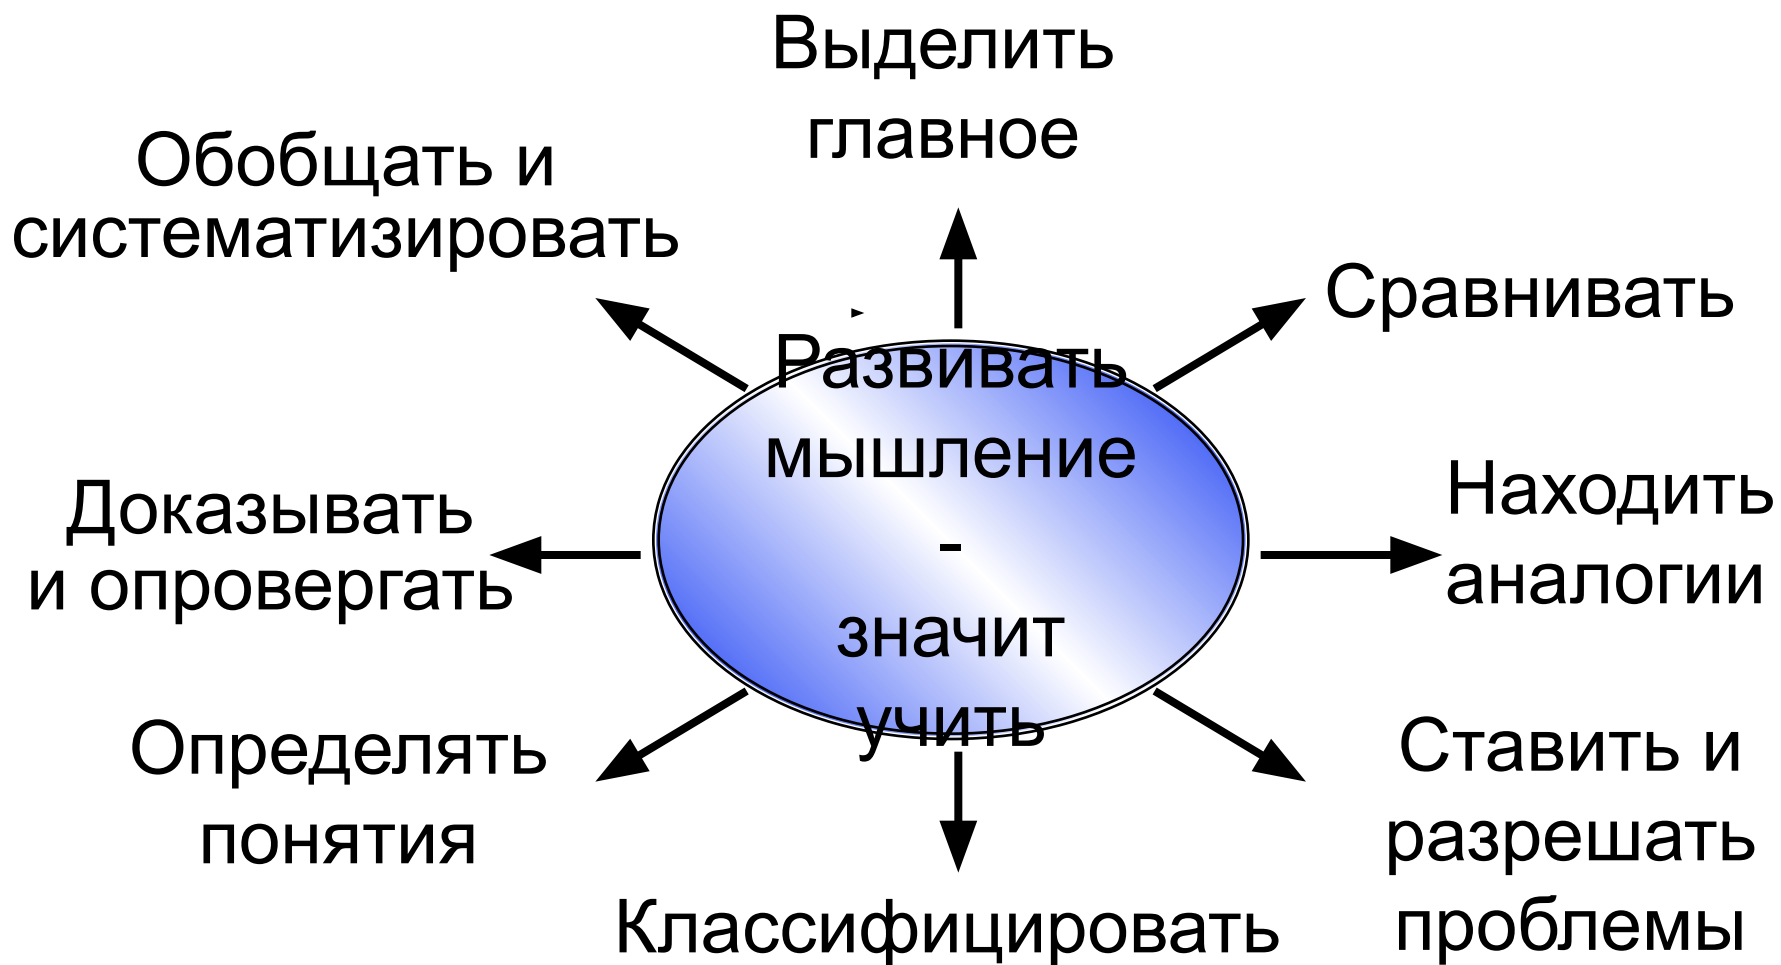 Выделить
главное
Обобщать и
систематизировать
Сравнивать
Развивать
мышление
-
значит
учить
Доказывать
и опровергать
Находить
аналогии
Определять
понятия
Ставить и
разрешать
проблемы
Классифицировать